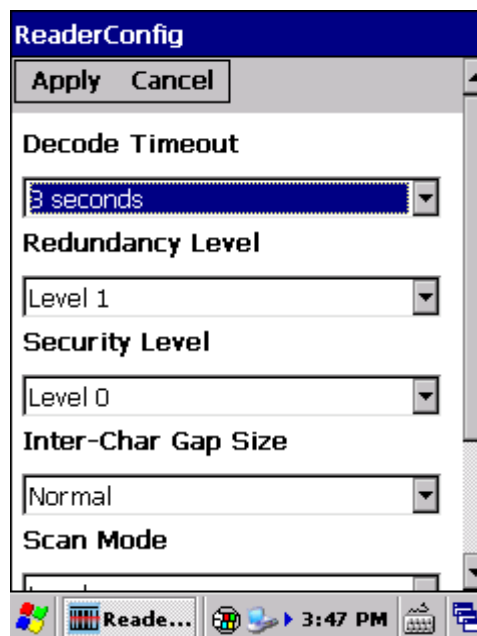 ReaderConfig
Apply Cancel
Decode Timeout
3 seconds
Redundancy Level
Level 1
Security Level
Level 0
Inter-Char Gap Size
Normal
Scan Mode
Reade... 3:47 PM